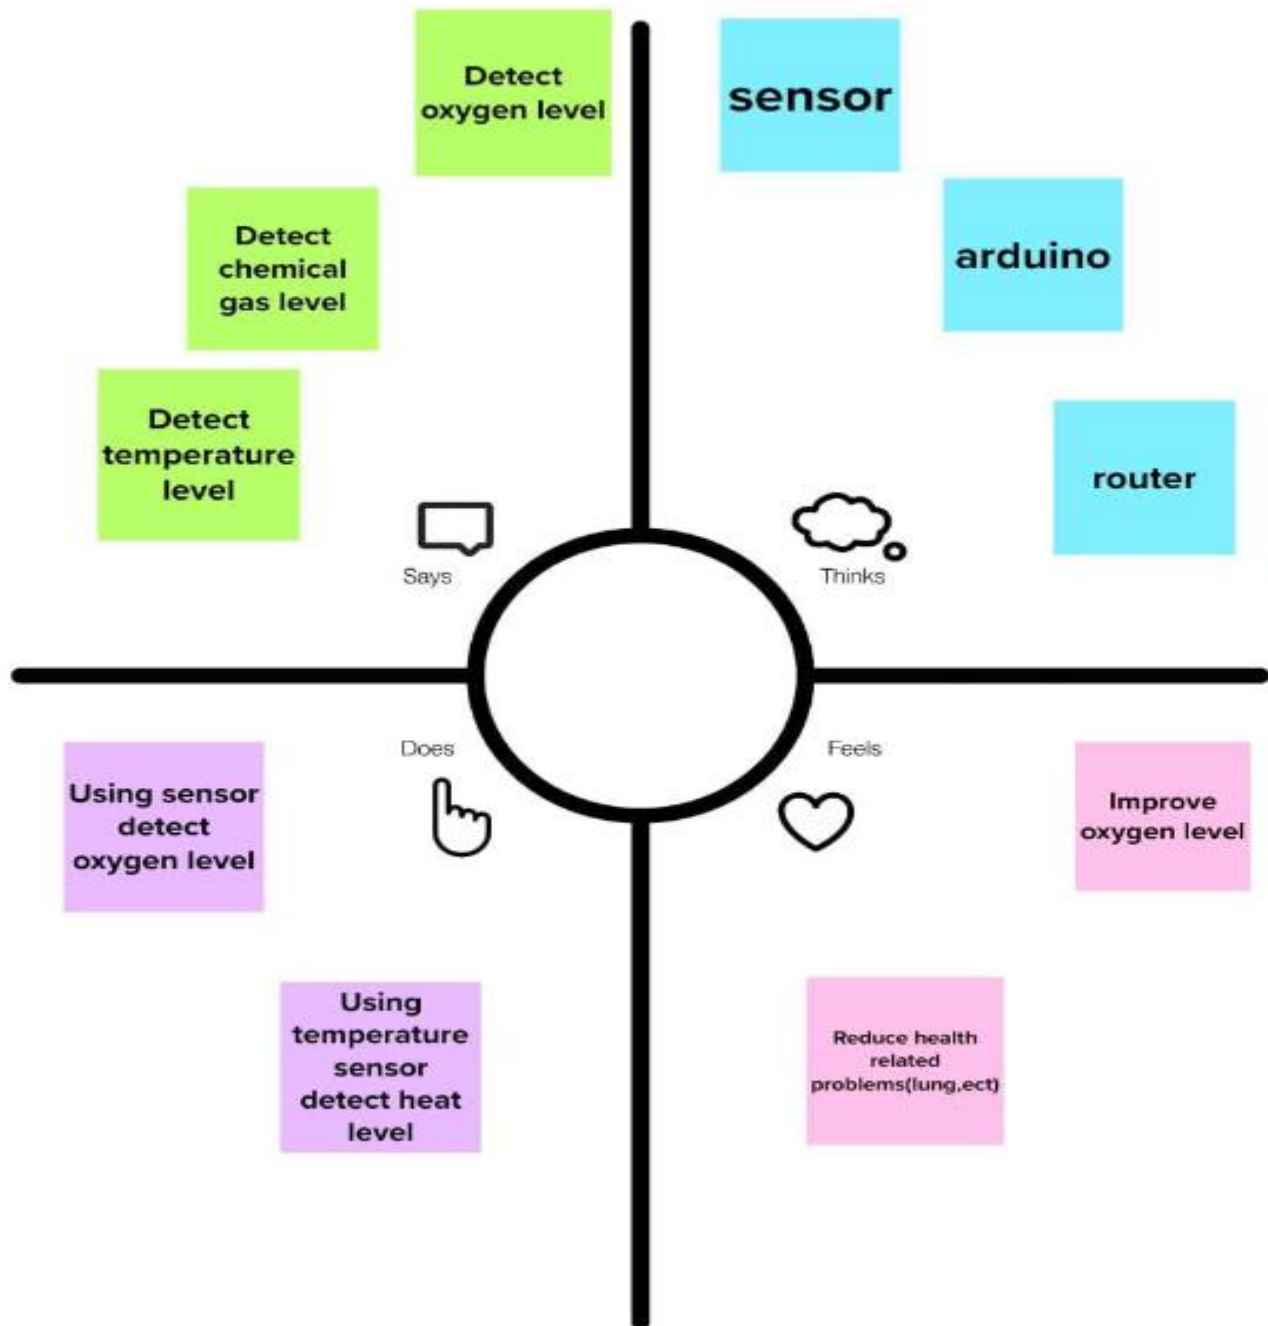 Detect
oxygen level
Detect
chemical
gas level
Detect
temperature
level
Says
sensor
arduino
router
Thinks
Does
Using sensor
detect
oxygen level
Using
temperature
sensor
detect heat
level
Feels
Improve
oxygen level
Reduce health
related
problems(lung,ect)